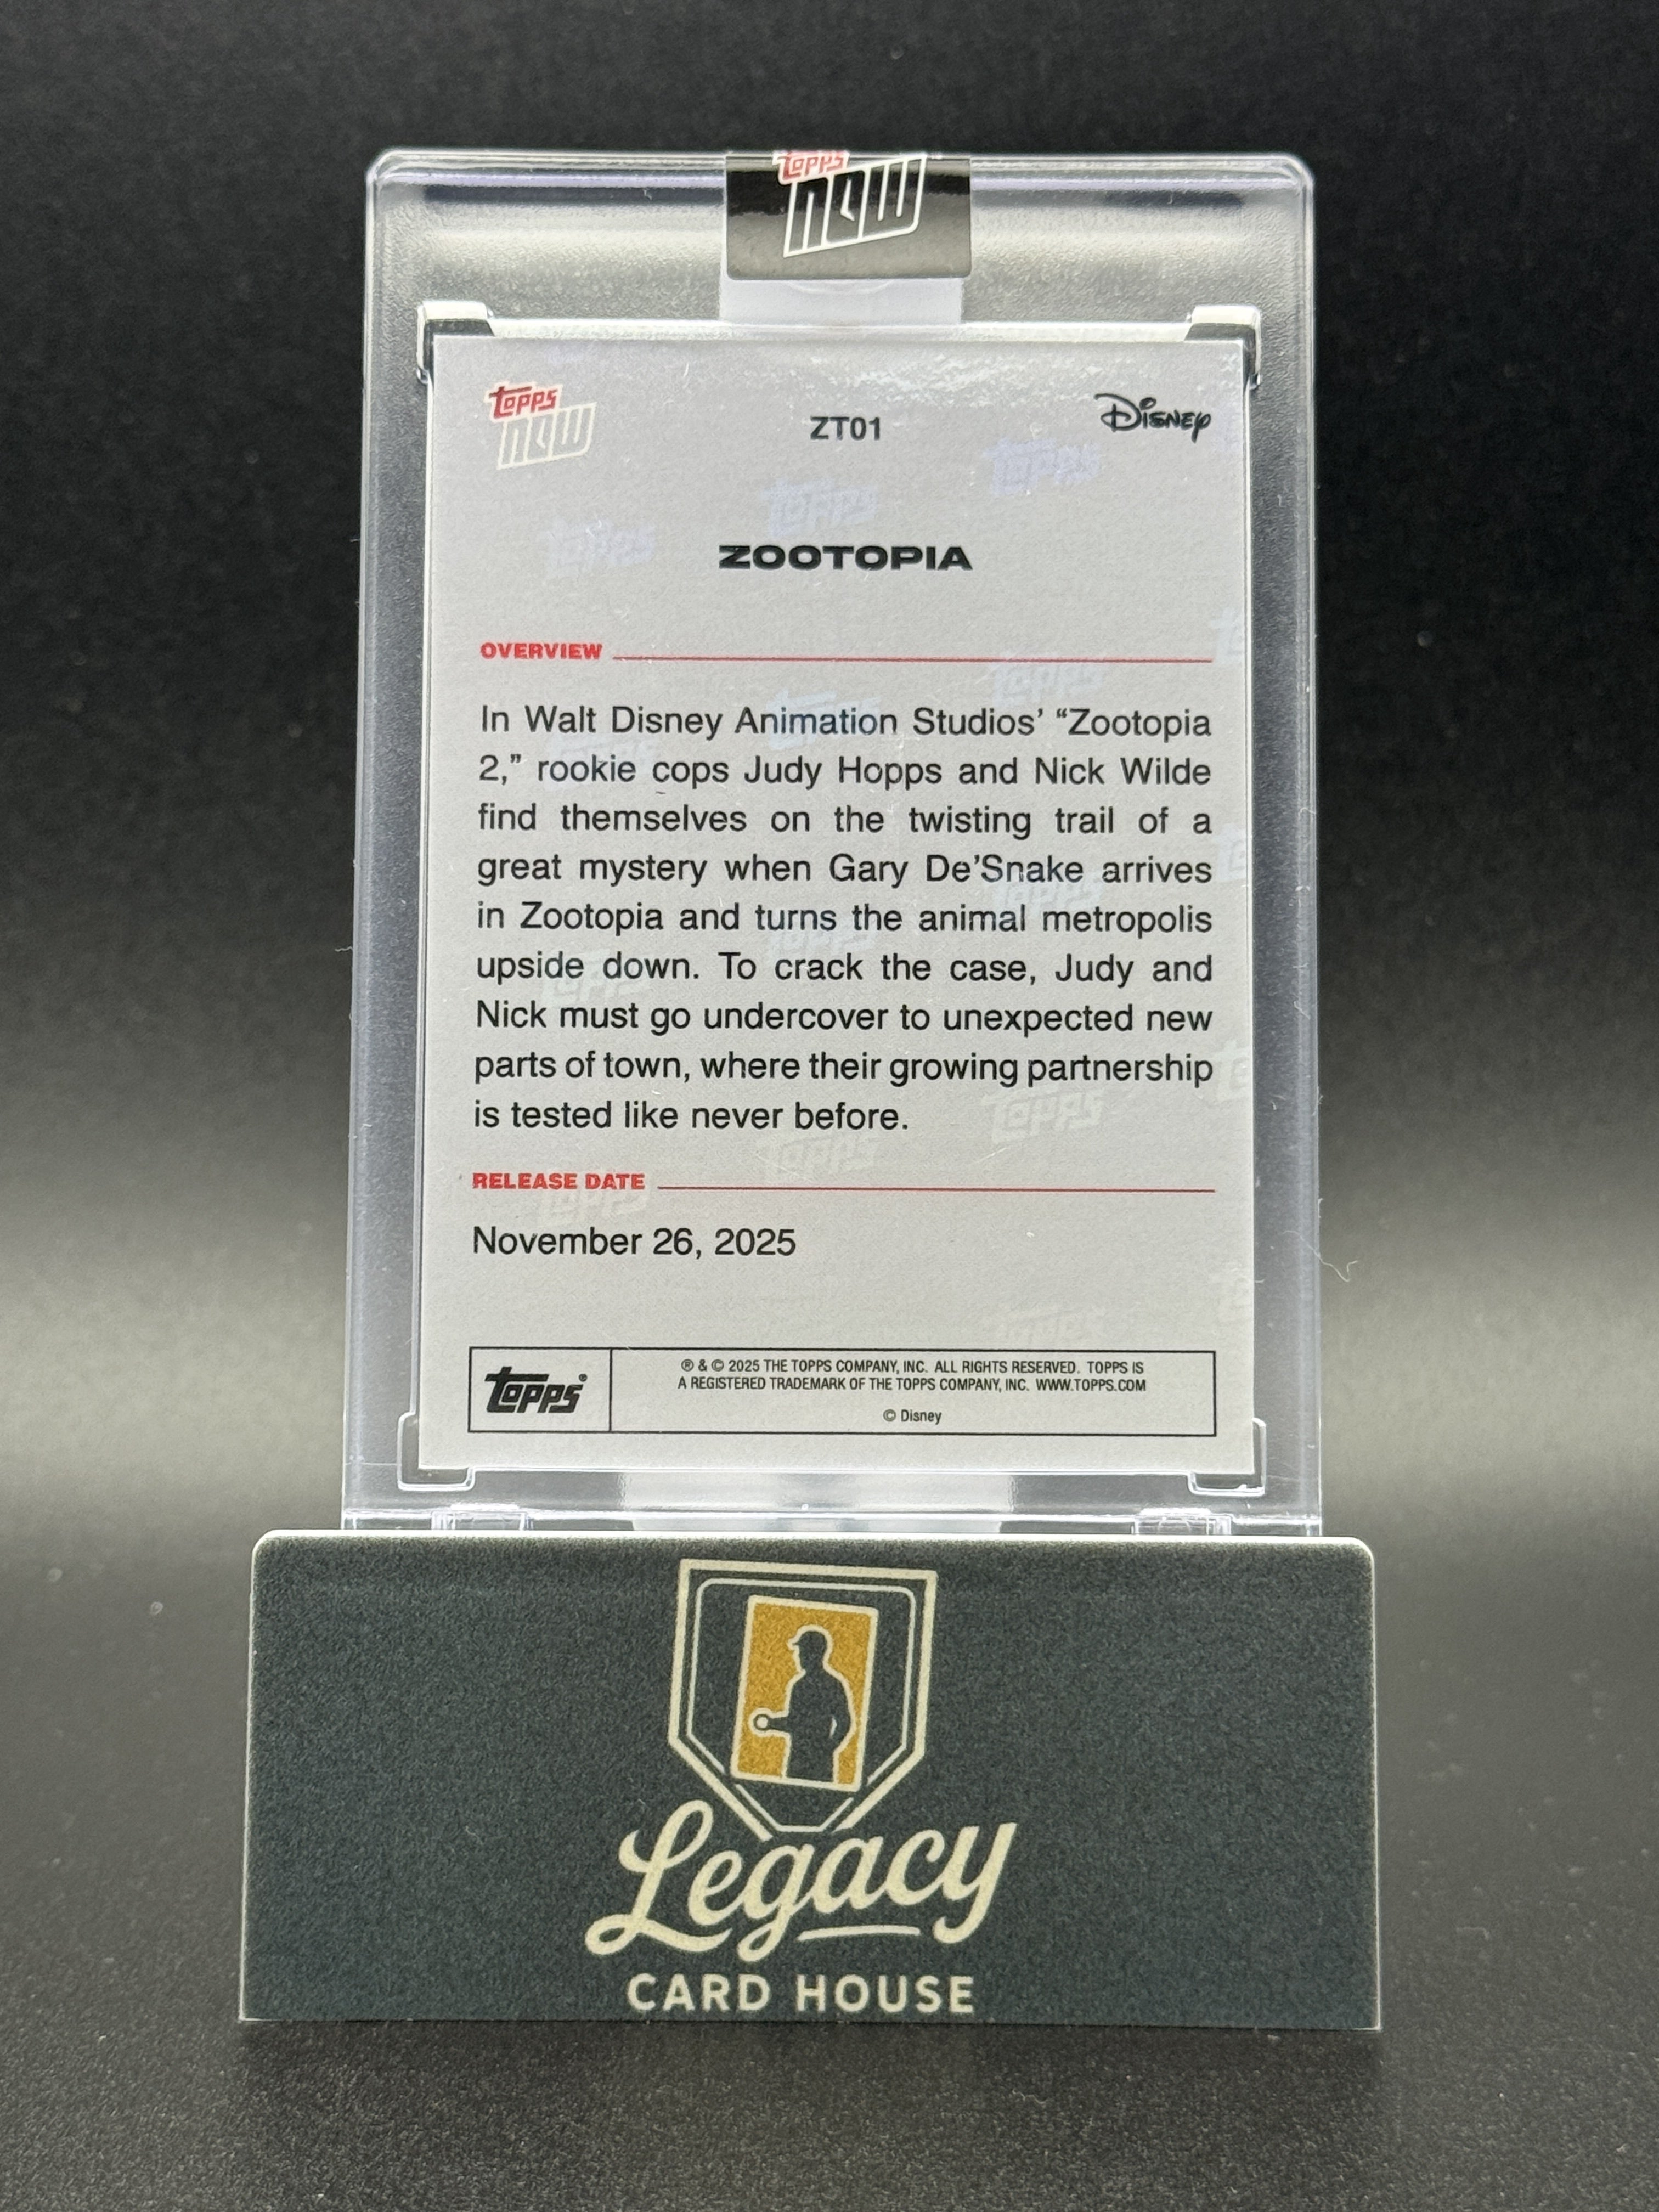 TOPPS
NOW
TOPPS
NOW
ZT01
Disney
ZOOTOPIA
OVERVIEW
In Walt Disney Animation Studios’ “Zootopia
2,” rookie cops Judy Hopps and Nick Wilde
find themselves on the twisting trail of a
great mystery when Gary De’Snake arrives
in Zootopia and turns the animal metropolis
upside down. To crack the case, Judy and
Nick must go undercover to unexpected new
parts of town, where their growing partnership
is tested like never before.
RELEASE DATE
November 26, 2025
TOPPS®
® & © 2025 THE TOPPS COMPANY, INC. ALL RIGHTS RESERVED. TOPPS IS
A REGISTERED TRADEMARK OF THE TOPPS COMPANY, INC. WWW.TOPPS.COM
© Disney
Legacy
CARD HOUSE